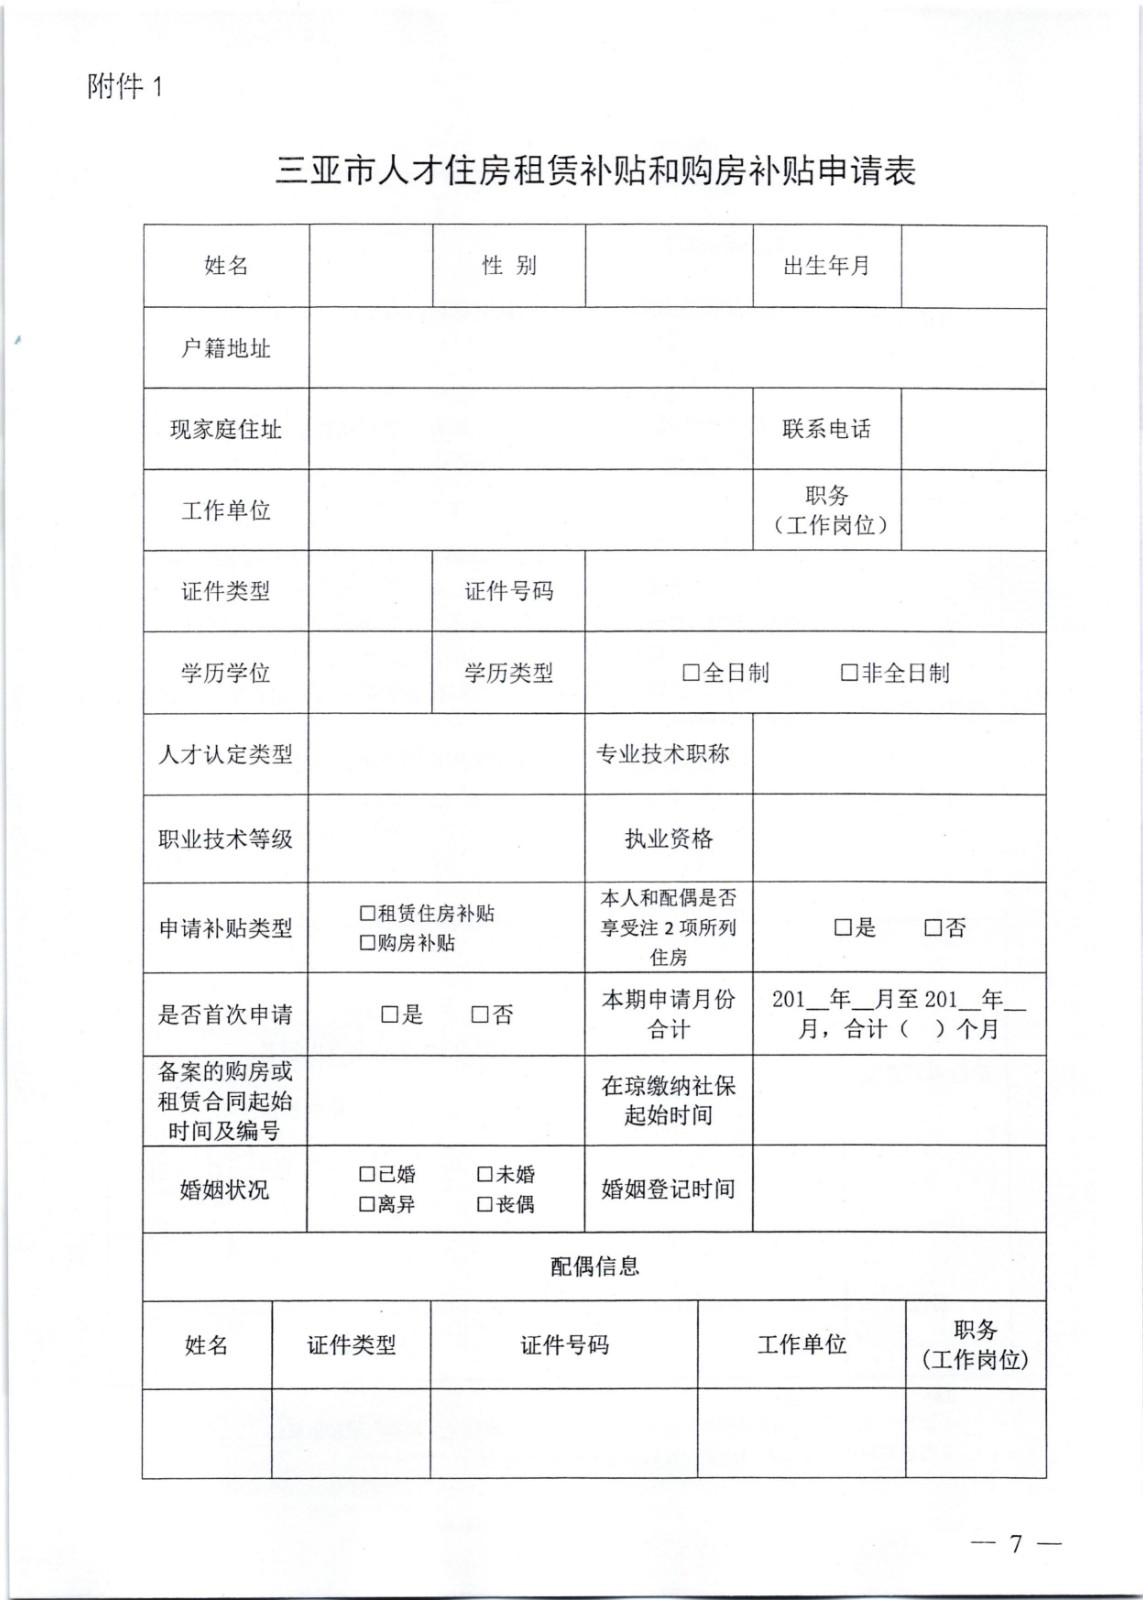 附件 1
三亚市人才住房租赁补贴和购房补贴申请表
姓名 性 别 出生年月
户籍地址
现家庭住址 联系电话
工作单位 职务
（工作岗位）
证件类型 证件号码
学历学位 学历类型 □全日制 □非全日制
人才认定类型 专业技术职称
职业技术等级 执业资格
申请补贴类型
□租赁住房补贴
□购房补贴
本人和配偶是否
享受注 2 项所列
住房
□是 □否
是否首次申请 □是 □否
本期申请月份
合计
201__年__月至 201__年__
月，合计（ ）个月
备案的购房或
租赁合同起始
时间及编号
在琼缴纳社保
起始时间
婚姻状况
□已婚 □未婚
□离异 □丧偶
婚姻登记时间
配偶信息
姓名 证件类型 证件号码 工作单位 职务
(工作岗位)
— 7 —